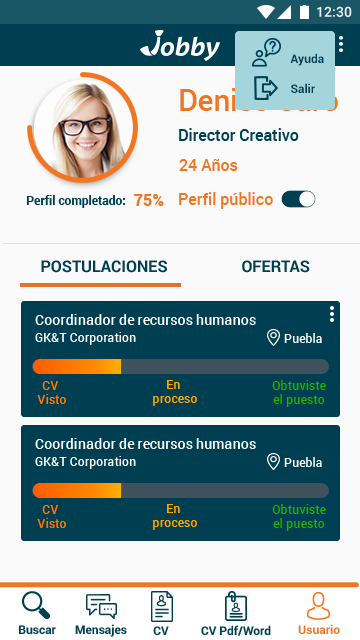 12:30
Jobby
Ayuda
Salir
Director Creativo
24 Años
Perfil completado: 75%
Perfil público
POSTULACIONES
OFERTAS
Coordinador de recursos humanos
GK&T Corporation
Puebla
CV
Visto
En
proceso
Obtuviste
el puesto
Coordinador de recursos humanos
GK&T Corporation
Puebla
CV
Visto
En
proceso
Obtuviste
el puesto
Buscar
Mensajes
CV
CV Pdf/Word
Usuario